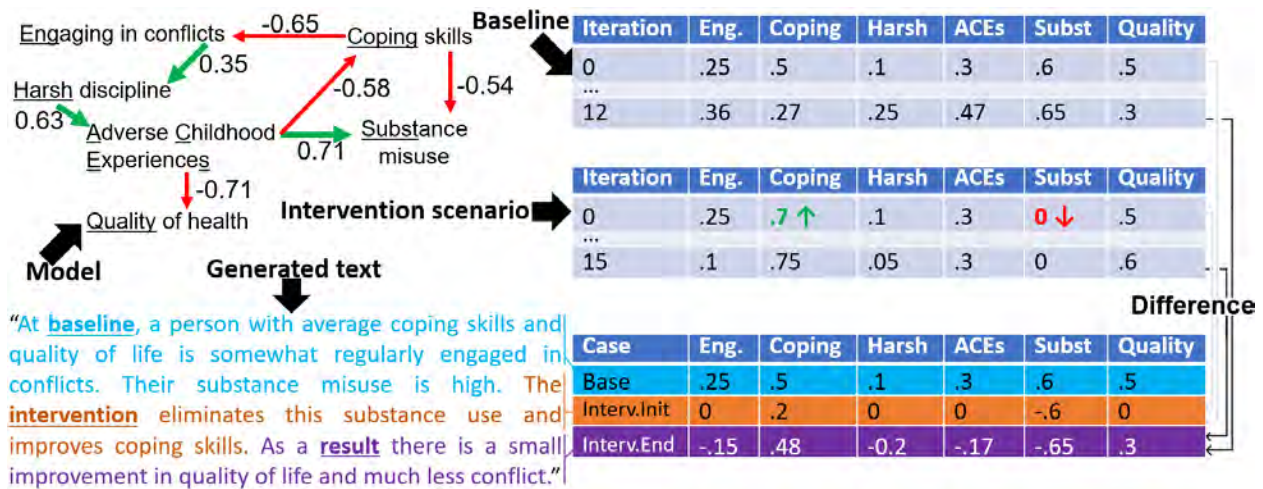 Engaging in conflicts
-0.65
Coping skills
0.35
-0.58
-0.54
Harsh discipline
0.63
Adverse Childhood
Experiences
0.71
Substance
misuse
-0.71
Quality of health
Model
Baseline
Iteration Eng. Coping Harsh ACEs Subst Quality
0 .25 .5 .1 .3 .6 .5
...
12 .36 .27 .25 .47 .65 .3
Intervention scenario
Iteration Eng. Coping Harsh ACEs Subst Quality
0 .25 .7 ↑ .1 .3 0 ↓ .5
...
15 .1 .75 .05 .3 0 .6
Difference
Generated text
"At baseline, a person with average coping skills and
quality of life is somewhat regularly engaged in
conflicts. Their substance misuse is high. The
intervention eliminates this substance use and
improves coping skills. As a result there is a small
improvement in quality of life and much less conflict."
Case Eng. Coping Harsh ACEs Subst Quality
Base .25 .5 .1 .3 .6 .5
Interv.Init 0 .2 0 0 -.6 0
Interv.End -.15 .48 -0.2 -.17 -.65 .3